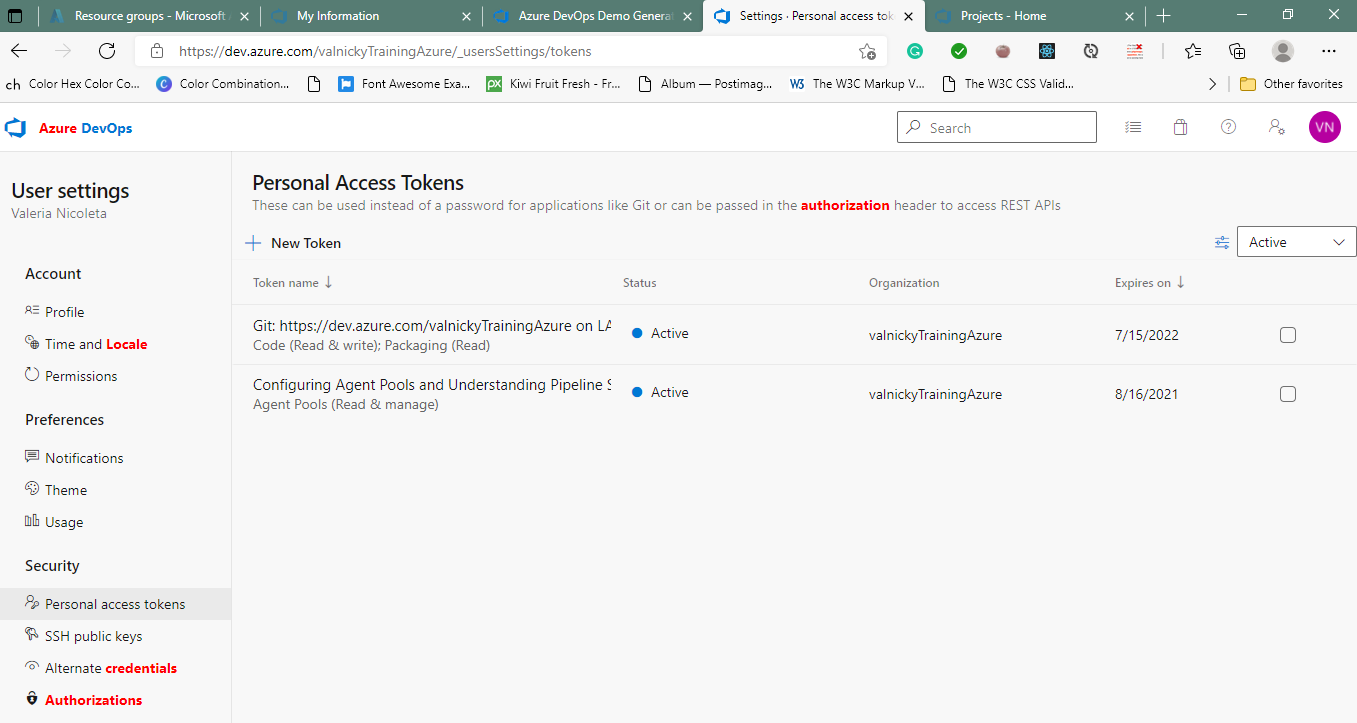 Resource groups - Microsoft A
My Information
Azure DevOps Demo Generat
Settings · Personal access tok
Projects - Home
https://dev.azure.com/valnickyTrainingAzure/_usersSettings/tokens
ch Color Hex Color Co...
Color Combination...
Font Awesome Exa...
Kiwi Fruit Fresh - Fr...
Album — Postimag...
The W3C Markup V...
The W3C CSS Valid...
Other favorites
Azure DevOps
Search
VN
User settings
Valeria Nicoleta
Account
Profile
Time and Locale
Permissions
Preferences
Notifications
Theme
Usage
Security
Personal access tokens
SSH public keys
Alternate credentials
Authorizations
Personal Access Tokens
These can be used instead of a password for applications like Git or can be passed in the authorization header to access REST APIs
New Token
Active
Token name Status Organization Expires on
Git: https://dev.azure.com/valnickyTrainingAzure on LA Active valnickyTrainingAzure 7/15/2022
Code (Read & write); Packaging (Read)
Configuring Agent Pools and Understanding Pipeline S Active valnickyTrainingAzure 8/16/2021
Agent Pools (Read & manage)